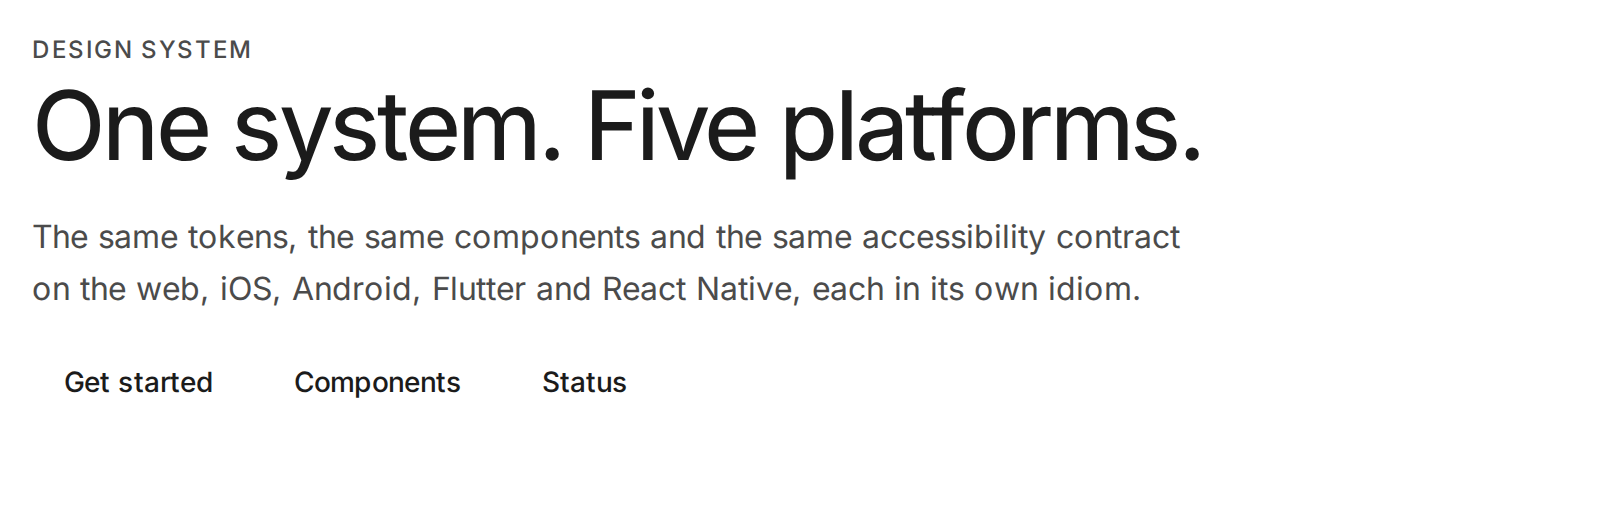 DESIGN SYSTEM
One system. Five platforms.
The same tokens, the same components and the same accessibility contract
on the web, iOS, Android, Flutter and React Native, each in its own idiom.
Get started Components Status